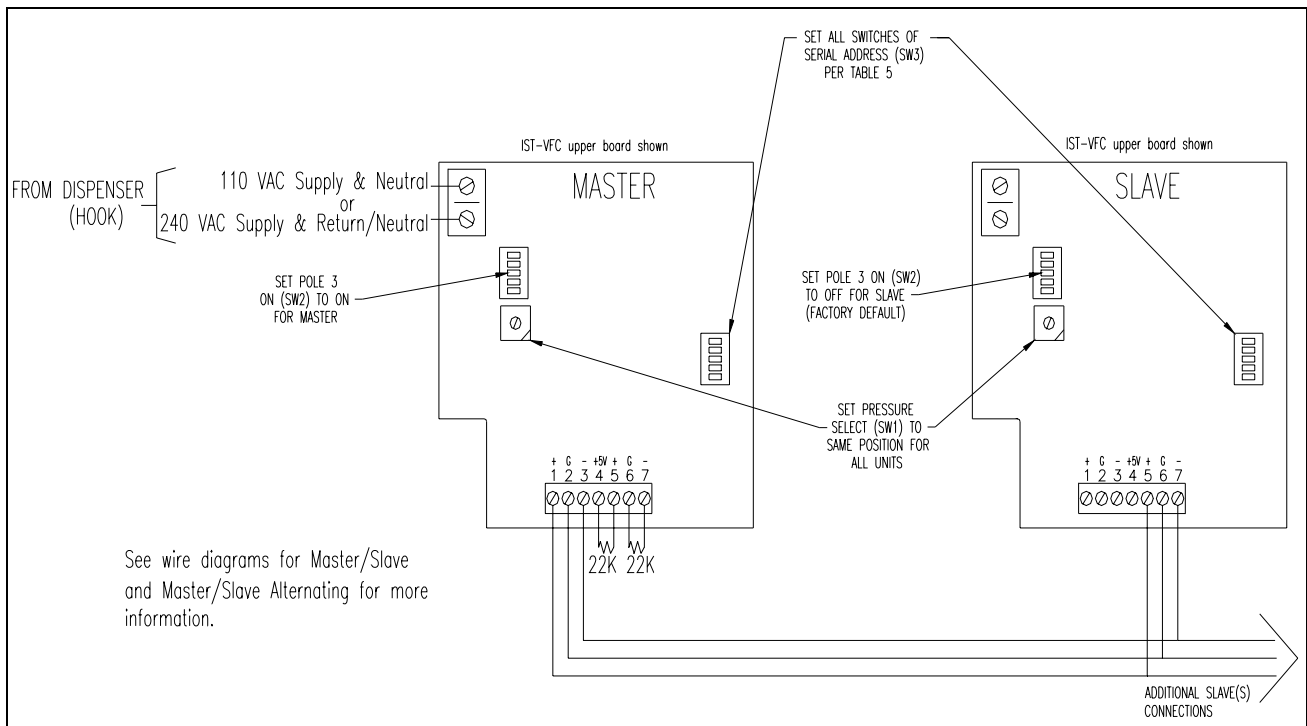 SET ALL SWITCHES OF
SERIAL ADDRESS (SW3)
PER TABLE 5
IST-VFC upper board shown
MASTER
FROM DISPENSER
(HOOK)
110 VAC Supply & Neutral
or
240 VAC Supply & Return/Neutral
SET POLE 3
ON (SW2) TO ON
FOR MASTER
IST-VFC upper board shown
SLAVE
SET POLE 3 ON (SW2)
TO OFF FOR SLAVE
(FACTORY DEFAULT)
SET PRESSURE
SELECT (SW1) TO
SAME POSITION FOR
ALL UNITS
+ G - +5V + G -
1 2 3 4 5 6 7
22K 22K
+ G - +5V + G -
1 2 3 4 5 6 7
See wire diagrams for Master/Slave
and Master/Slave Alternating for more
information.
ADDITIONAL SLAVE(S)
CONNECTIONS